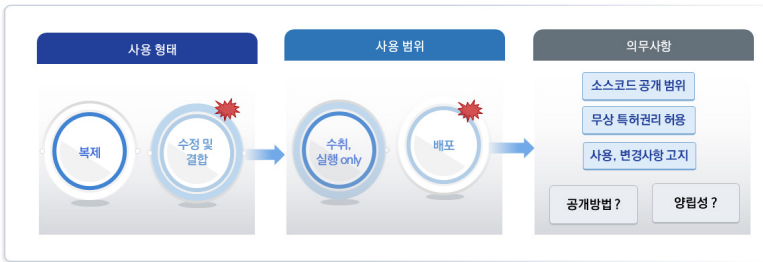 사용 형태
사용 범위
의무사항
복제
수정 및
결합
수취,
실행 only
배포
소스코드 공개 범위
무상 특허권리 허용
사용, 변경사항 고지
공개방법 ?
양립성 ?